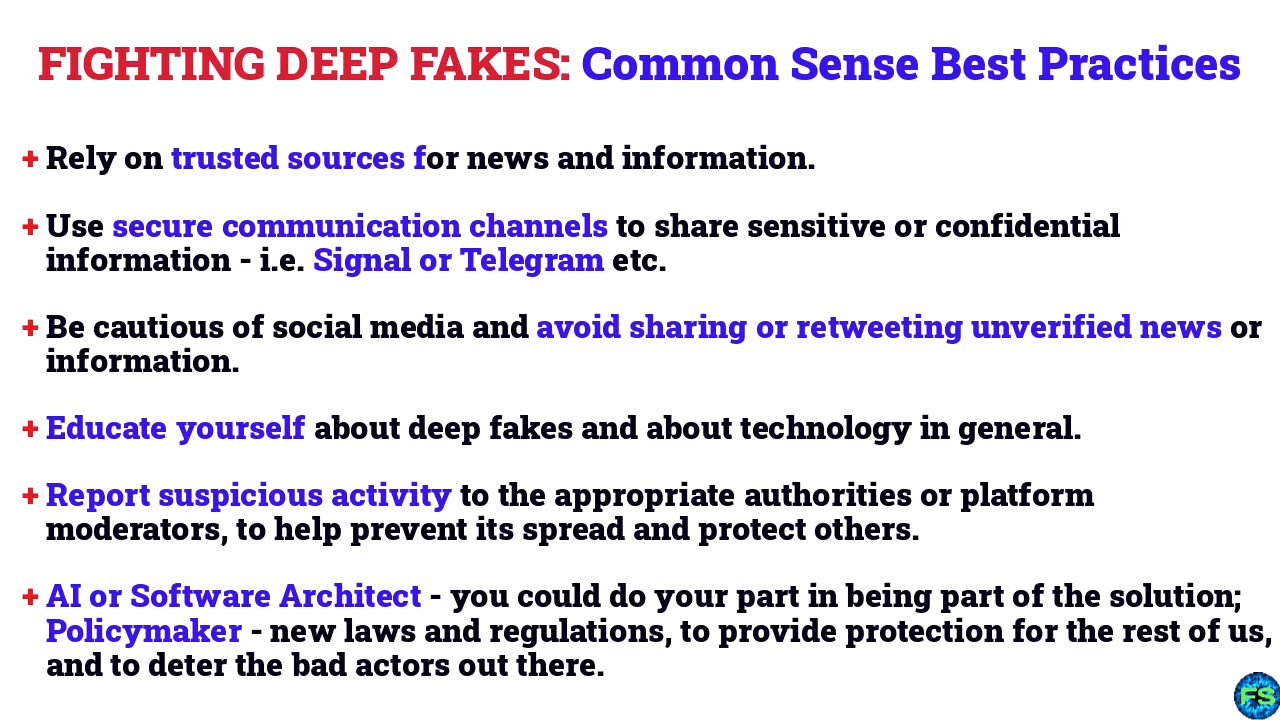 FIGHTING DEEP FAKES: Common Sense Best Practices
+ Rely on trusted sources for news and information.
+ Use secure communication channels to share sensitive or confidential
information - i.e. Signal or Telegram etc.
+ Be cautious of social media and avoid sharing or retweeting unverified news or
information.
+ Educate yourself about deep fakes and about technology in general.
+ Report suspicious activity to the appropriate authorities or platform
moderators, to help prevent its spread and protect others.
+ AI or Software Architect - you could do your part in being part of the solution;
Policymaker - new laws and regulations, to provide protection for the rest of us,
and to deter the bad actors out there.
FS